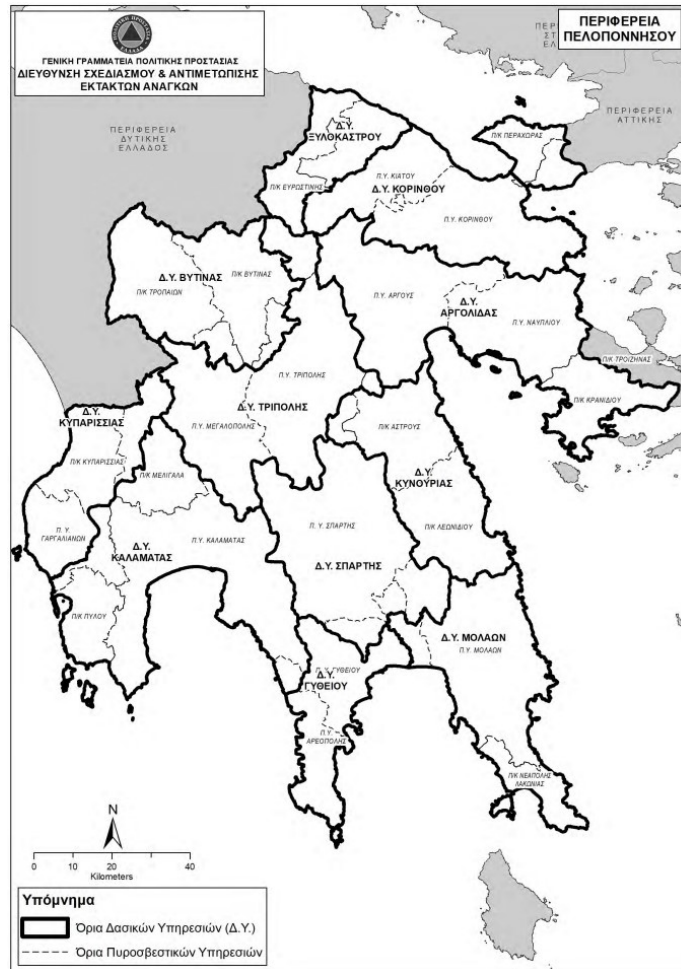 ΓΕΝΙΚΗ ΓΡΑΜΜΑΤΕΙΑ ΠΟΛΙΤΙΚΗΣ ΠΡΟΣΤΑΣΙΑΣ
ΔΙΕΥΘΥΝΣΗ ΣΧΕΔΙΑΣΜΟΥ & ΑΝΤΙΜΕΤΩΠΙΣΗΣ
ΕΚΤΑΚΤΩΝ ΑΝΑΓΚΩΝ
ΠΕΡΙΦΕΡΕΙΑ
ΠΕΛΟΠΟΝΝΗΣΟΥ
ΠΕΡΙΦΕΡΕΙΑ
ΑΤΤΙΚΗΣ
ΠΕΡΙΦΕΡΕΙΑ
ΔΥΤΙΚΗΣ
ΕΛΛΑΔΟΣ
Δ.Υ.
ΞΥΛΟΚΑΣΤΡΟΥ
Π/Κ ΠΕΡΑΧΩΡΑΣ
Π/Κ ΕΥΡΩΣΤΙΝΗΣ
Π.Υ. ΚΙΑΤΟΥ
Δ.Υ. ΚΟΡΙΝΘΟΥ
Π.Υ. ΚΟΡΙΝΘΟΥ
Δ.Υ. ΒΥΤΙΝΑΣ
Π/Κ ΒΥΤΙΝΑΣ
Π/Κ ΤΡΟΠΑΙΩΝ
Π.Υ. ΑΡΓΟΥΣ
Δ.Υ.
ΑΡΓΟΛΙΔΑΣ
Π.Υ. ΝΑΥΠΛΙΟΥ
Π/Κ ΤΡΟΙΖΗΝΑΣ
Π/Κ ΚΡΑΝΙΔΙΟΥ
Π.Υ. ΤΡΙΠΟΛΗΣ
Δ.Υ. ΤΡΙΠΟΛΗΣ
Π.Υ. ΜΕΓΑΛΟΠΟΛΗΣ
Δ.Υ.
ΚΥΠΑΡΙΣΣΙΑΣ
Π/Κ ΚΥΠΑΡΙΣΣΙΑΣ
Π/Κ ΜΕΛΙΓΑΛΑ
Π/Κ ΑΣΤΡΟΥΣ
Δ.Υ.
ΚΥΝΟΥΡΙΑΣ
Π/Κ ΛΕΩΝΙΔΙΟΥ
Π. Υ.
ΓΑΡΓΑΛΙΑΝΩΝ
Δ.Υ.
ΚΑΛΑΜΑΤΑΣ
Π.Υ. ΚΑΛΑΜΑΤΑΣ
Π. Υ. ΣΠΑΡΤΗΣ
Δ.Υ. ΣΠΑΡΤΗΣ
Π/Κ ΠΥΛΟΥ
Δ.Υ. ΜΟΛΑΩΝ
Π.Υ. ΜΟΛΑΩΝ
Π. Υ. ΓΥΘΕΙΟΥ
Δ.Υ.
ΓΥΘΕΙΟΥ
Π.Υ.
ΑΡΕΟΠΟΛΗΣ
Π/Κ ΝΕΑΠΟΛΗΣ
ΛΑΚΩΝΙΑΣ
N
0 10 20 40
Kilometers
Υπόμνημα
Όρια Δασικών Υπηρεσιών (Δ.Υ.)
Όρια Πυροσβεστικών Υπηρεσιών